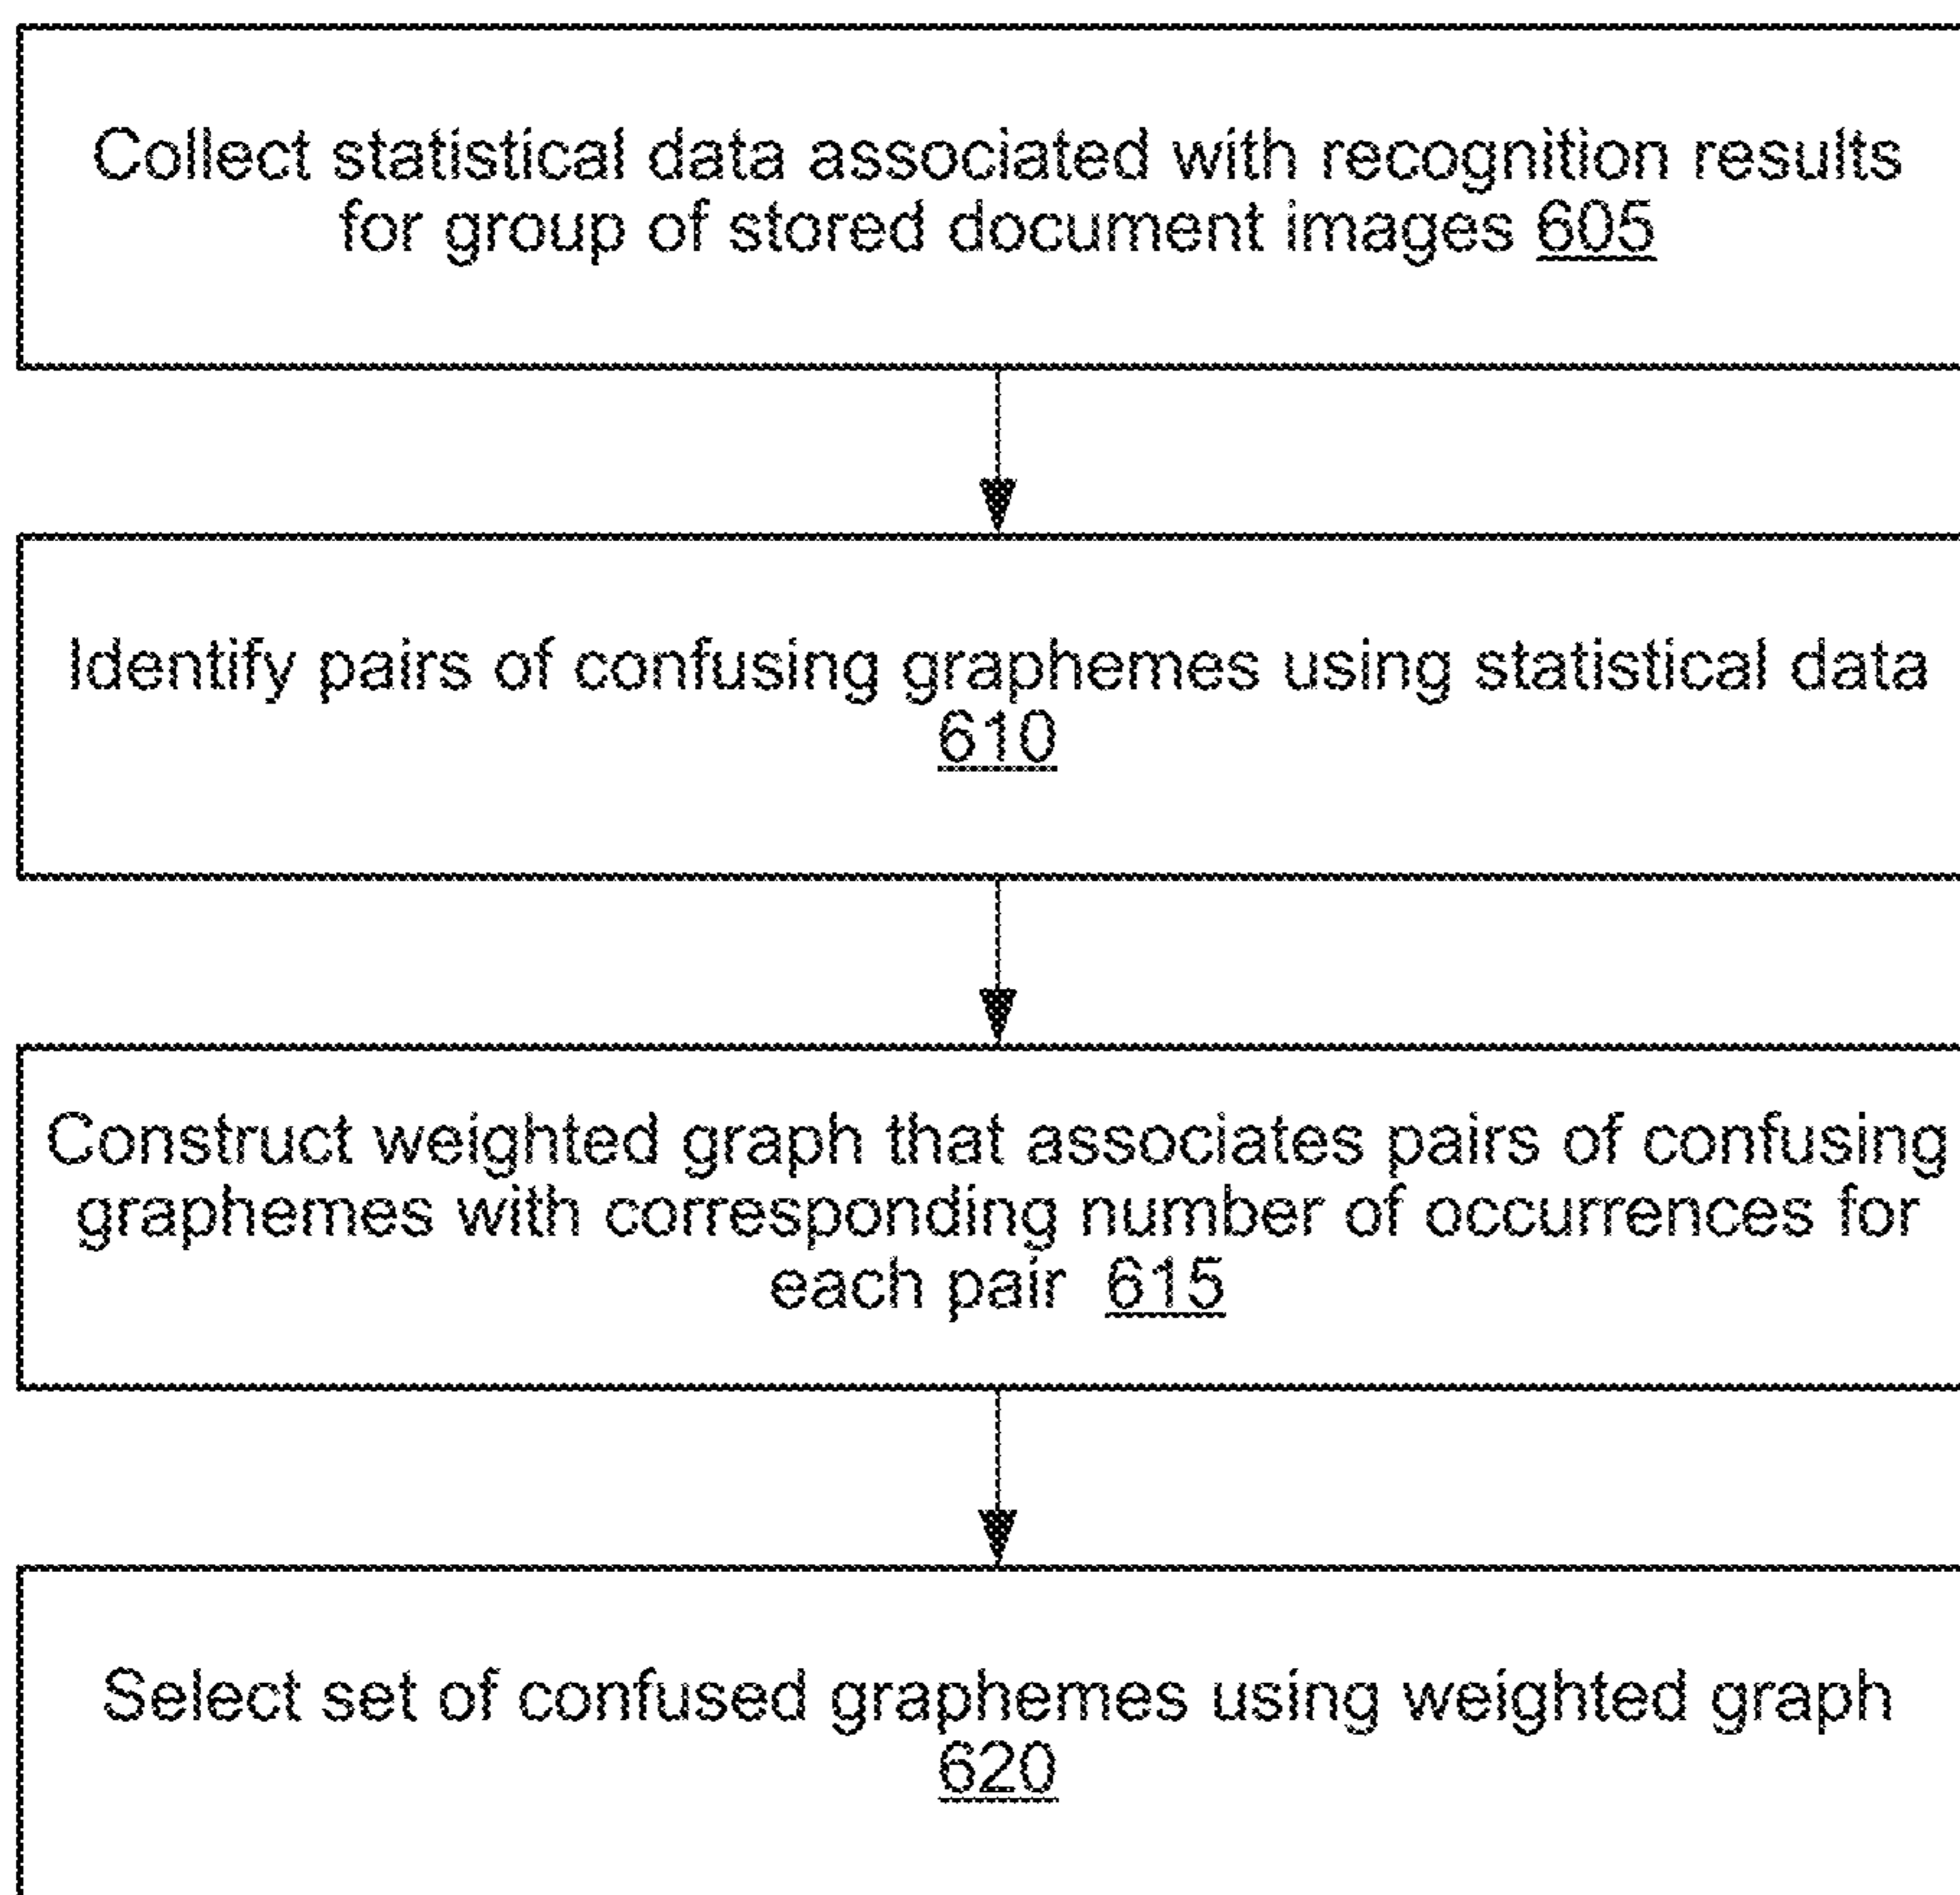 Collect statistical data associated with recognition results
for group of stored document images 605
Identify pairs of confusing graphemes using statistical data
610
Construct weighted graph that associates pairs of confusing
graphemes with corresponding number of occurrences for
each pair 615
Select set of confused graphemes using weighted graph
620